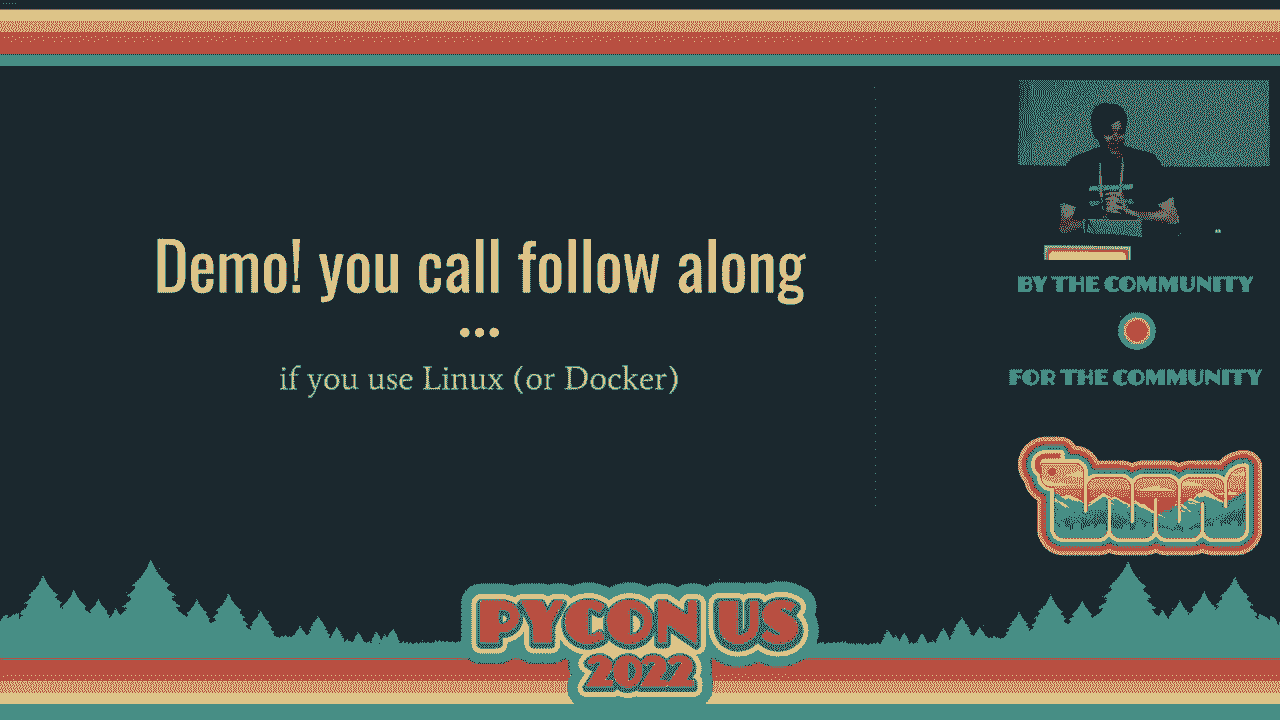 Demo! you call follow along
if you use Linux (or Docker)
BY THE COMMUNITY
FOR THE COMMUNITY
PYCON US
2022